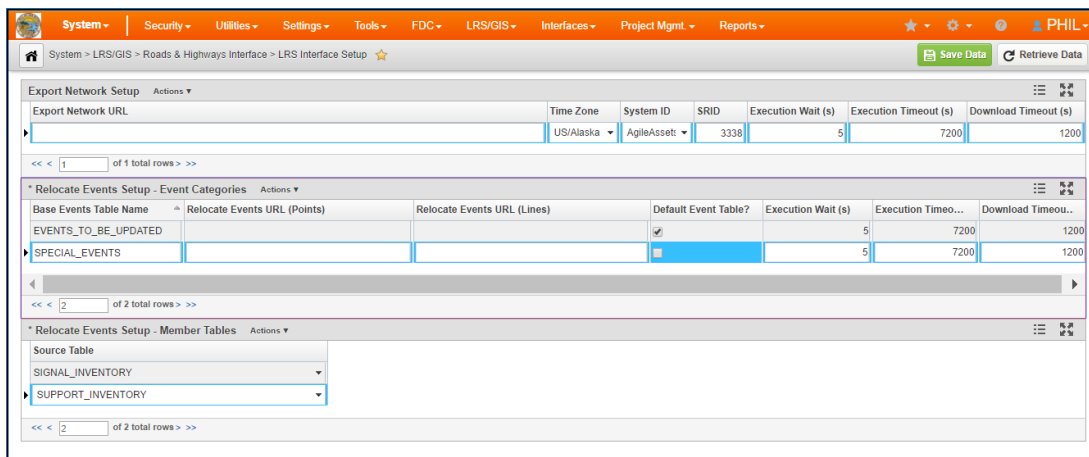 System Security Utilities Settings Tools FDC LRS/GIS Interfaces Project Mgmt. Reports PHIL
System > LRS/GIS > Roads & Highways Interface > LRS Interface Setup Save Data Retrieve Data
Export Network Setup Actions
Export Network URL Time Zone System ID SRID Execution Wait (s) Execution Timeout (s) Download Timeout (s)
US/Alaska AgileAssets 3338 5 7200 1200
<< < 1 of 1 total rows > >>
* Relocate Events Setup - Event Categories Actions
Base Events Table Name Relocate Events URL (Points) Relocate Events URL (Lines) Default Event Table? Execution Wait (s) Execution Timeo... Download Timeou..
EVENTS_TO_BE_UPDATED 5 7200 1200
SPECIAL_EVENTS 5 7200 1200
<< < 2 of 2 total rows > >>
* Relocate Events Setup - Member Tables Actions
Source Table
SIGNAL_INVENTORY
SUPPORT_INVENTORY
<< < 2 of 2 total rows > >>